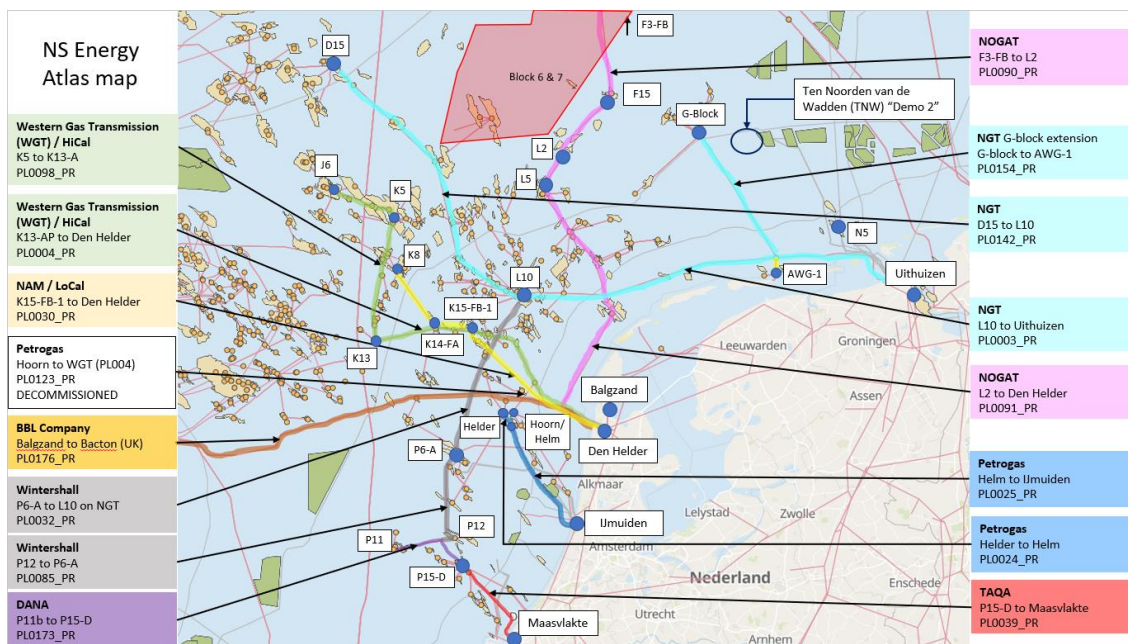 NS Energy
Atlas map
Western Gas Transmission
(WGT) / HiCal
K5 to K13-A
PL0098_PR
Western Gas Transmission
(WGT) / HiCal
K13-AP to Den Helder
PL0004_PR
NAM / LoCal
K15-FB-1 to Den Helder
PL0030_PR
Petrogas
Hoorn to WGT (PL004)
PL0123_PR
DECOMMISSIONED
BBL Company
Balgzand to Bacton (UK)
PL0176_PR
Wintershall
P6-A to L10 on NGT
PL0032_PR
Wintershall
P12 to P6-A
PL0085_PR
DANA
P11b to P15-D
PL0173_PR
D15
F3-FB
Block 6 & 7
F15
G-Block
Ten Noorden van de
Wadden (TNW) “Demo 2”
L2
L5
J6
K5
N5
K8
L10
AWG-1
Uithuizen
K15-FB-1
K14-FA
K13
Leeuwarden
Groningen
Assen
Balgzand
Helder
Hoorn/
Helm
Den Helder
P6-A
Alkmaar
Lelystad
Zwolle
IJmuiden
P12
P11
Amsterdam
P15-D
Nederland
Enschede
Utrecht
Maasvlakte
Arnhem
NOGAT
F3-FB to L2
PL0090_PR
NGT G-block extension
G-block to AWG-1
PL0154_PR
NGT
D15 to L10
PL0142_PR
NGT
L10 to Uithuizen
PL0003_PR
NOGAT
L2 to Den Helder
PL0091_PR
Petrogas
Helm to IJmuiden
PL0025_PR
Petrogas
Helder to Helm
PL0024_PR
TAQA
P15-D to Maasvlakte
PL0039_PR